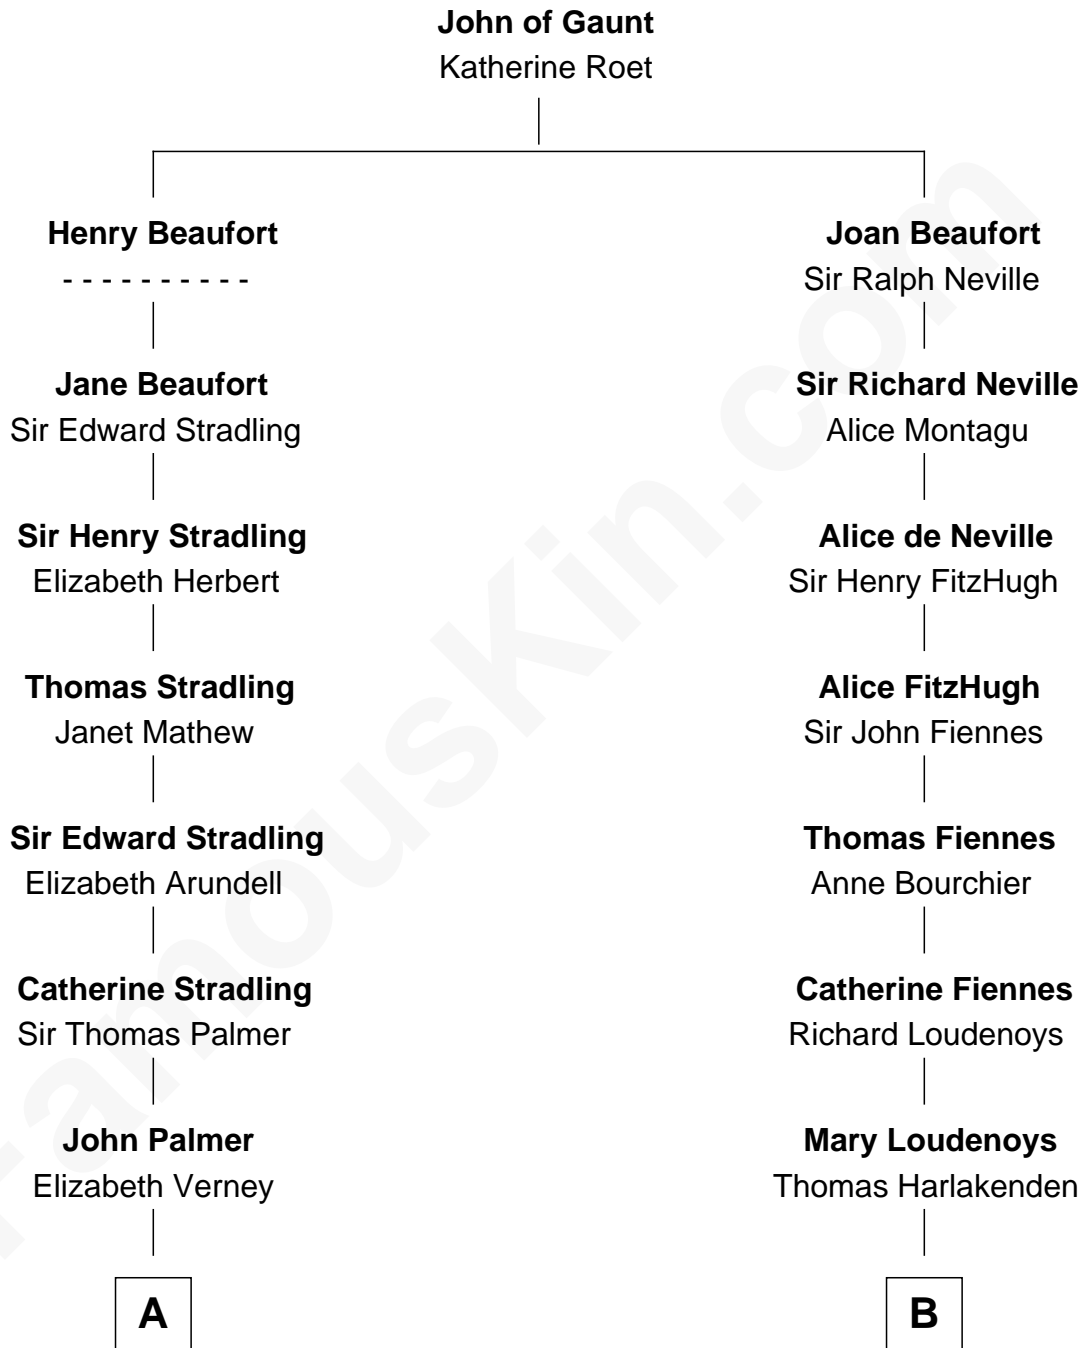 John of Gaunt
Katherine Roet
Henry Beaufort
- - - - - - - - - -
Jane Beaufort
Sir Edward Stradling
Sir Henry Stradling
Elizabeth Herbert
Thomas Stradling
Janet Mathew
Sir Edward Stradling
Elizabeth Arundell
Catherine Stradling
Sir Thomas Palmer
John Palmer
Elizabeth Verney
A
Joan Beaufort
Sir Ralph Neville
Sir Richard Neville
Alice Montagu
Alice de Neville
Sir Henry FitzHugh
Alice FitzHugh
Sir John Fiennes
Thomas Fiennes
Anne Bourchier
Catherine Fiennes
Richard Loudenoys
Mary Loudenoys
Thomas Harlakenden
B
FamousKin.com